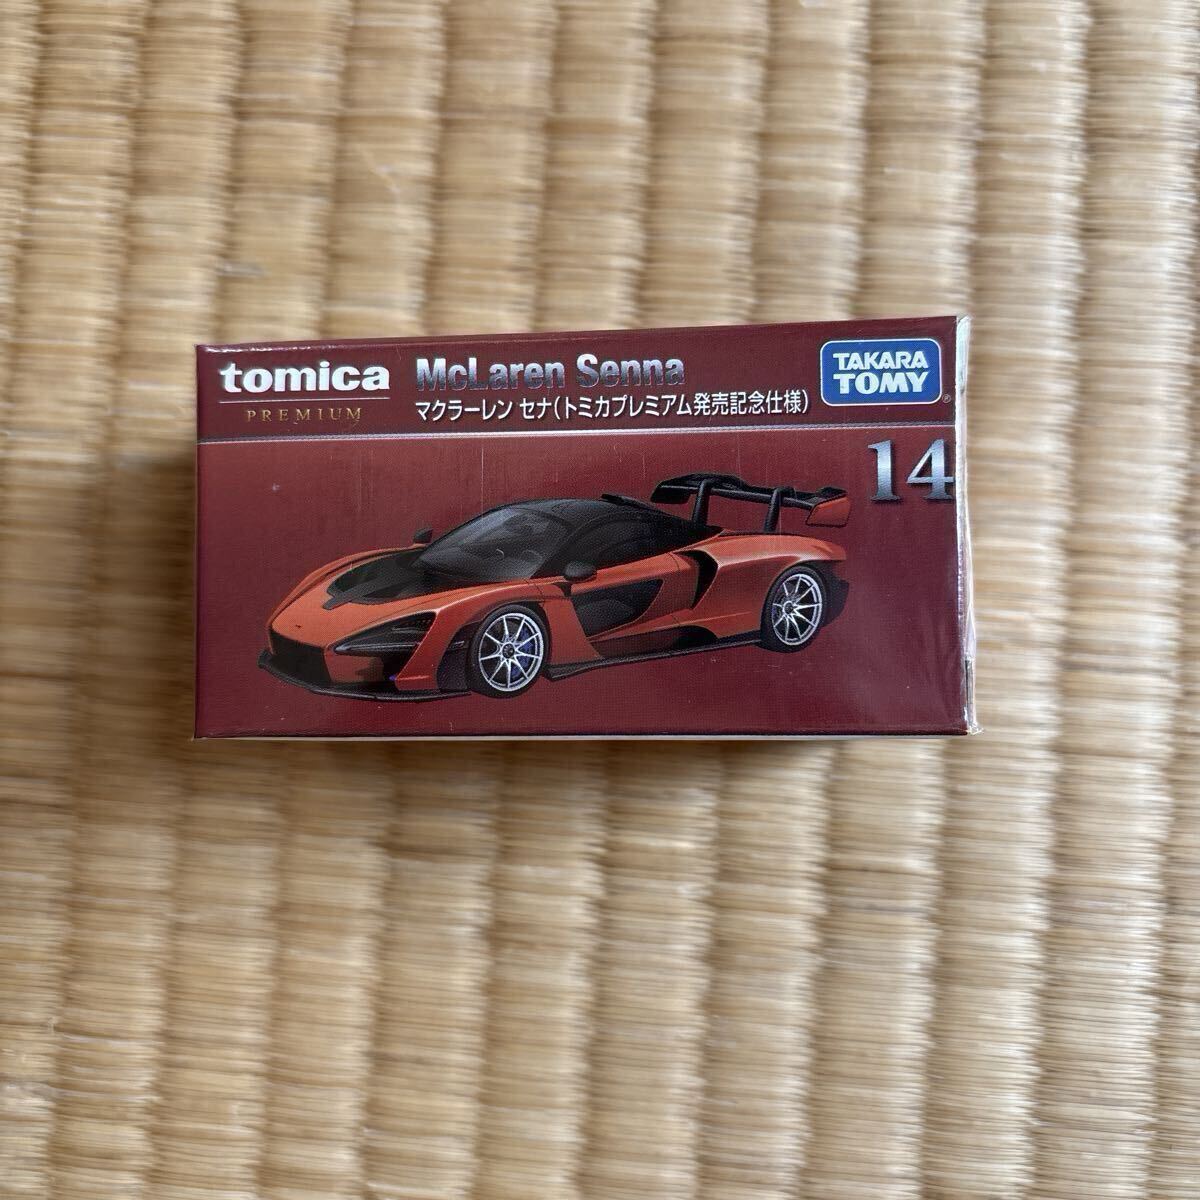 tomica
PREMIUM
McLaren Senna
マクラーレン セナ(トミカプレミアム発売記念仕様)
TAKARA
TOMY®
14